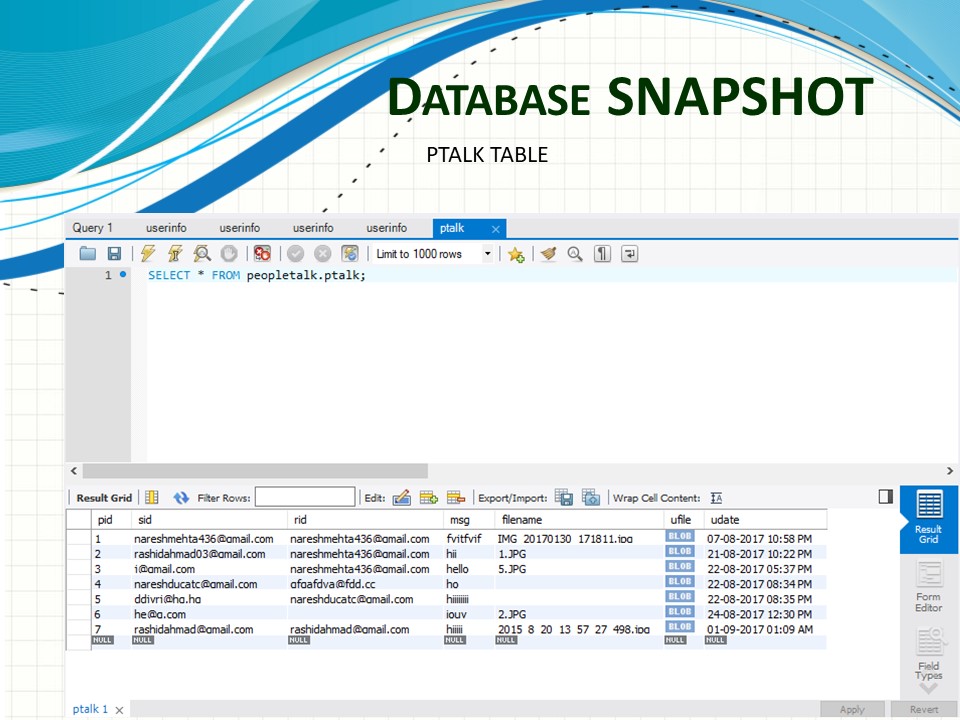 DATABASE SNAPSHOT
PTALK TABLE
Query 1 userinfo userinfo userinfo userinfo ptalk
Limit to 1000 rows
1 SELECT * FROM peopletalk.ptalk;
Result Grid Filter Rows: Edit: Export/Import: Wrap Cell Content:
pid sid rid msg filename ufile udate
1 nareshmehta436@gmail.com nareshmehta436@gmail.com fvitfvif IMG_20170130_171811.jpg BLOB 07-08-2017 10:58 PM
2 rashidahmad03@gmail.com nareshmehta436@gmail.com hii 1.JPG BLOB 21-08-2017 10:22 PM
3 i@gmail.com nareshmehta436@gmail.com hello 5.JPG BLOB 22-08-2017 05:37 PM
4 nareshducatc@gmail.com gfgafdva@fdd.cc ho BLOB 22-08-2017 08:34 PM
5 ddivri@hg.hg nareshducatc@gmail.com hiiiiiiii BLOB 22-08-2017 08:35 PM
6 he@g.com iouv 2.JPG BLOB 24-08-2017 12:30 PM
7 rashidahmad@gmail.com rashidahmad@gmail.com hiiiii 2015_8_20_13_57_27_498.jpg BLOB 01-09-2017 01:09 AM
NULL NULL NULL NULL NULL NULL
Result
Grid
Form
Editor
Field
Types
ptalk 1 Apply Revert